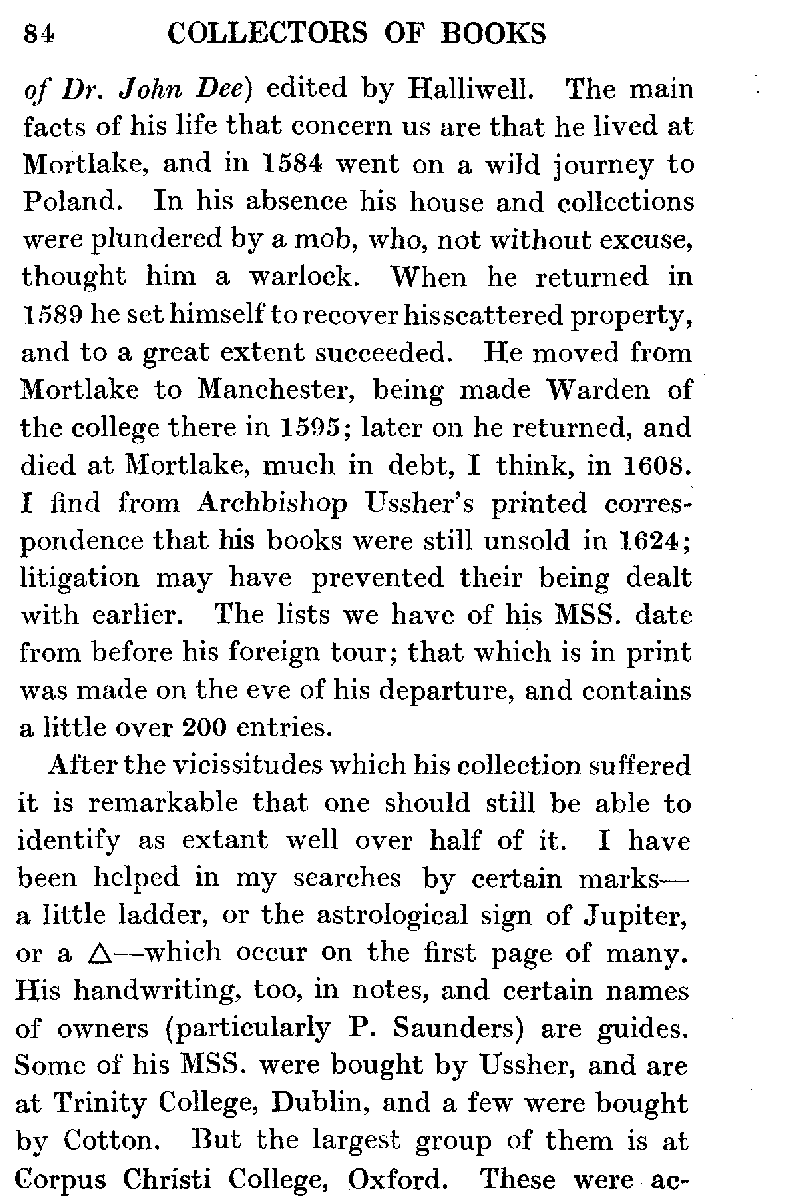 84 COLLECTORS OF BOOKS
of Dr. John Dee) edited by Halliwell. The main
facts of his life that concern us are that he lived at
Mortlake, and in 1584 went on a wild journey to
Poland. In his absence his house and collections
were plundered by a mob, who, not without excuse,
thought him a warlock. When he returned in
1589 he set himself to recover his scattered property,
and to a great extent succeeded. He moved from
Mortlake to Manchester, being made Warden of
the college there in 1595; later on he returned, and
died at Mortlake, much in debt, I think, in 1608.
I find from Archbishop Ussher's printed corres-
pondence that his books were still unsold in 1624;
litigation may have prevented their being dealt
with earlier. The lists we have of his MSS. date
from before his foreign tour; that which is in print
was made on the eve of his departure, and contains
a little over 200 entries.
After the vicissitudes which his collection suffered
it is remarkable that one should still be able to
identify as extant well over half of it. I have
been helped in my searches by certain marks—
a little ladder, or the astrological sign of Jupiter,
or a △—which occur on the first page of many.
His handwriting, too, in notes, and certain names
of owners (particularly P. Saunders) are guides.
Some of his MSS. were bought by Ussher, and are
at Trinity College, Dublin, and a few were bought
by Cotton. But the largest group of them is at
Corpus Christi College, Oxford. These were ac-